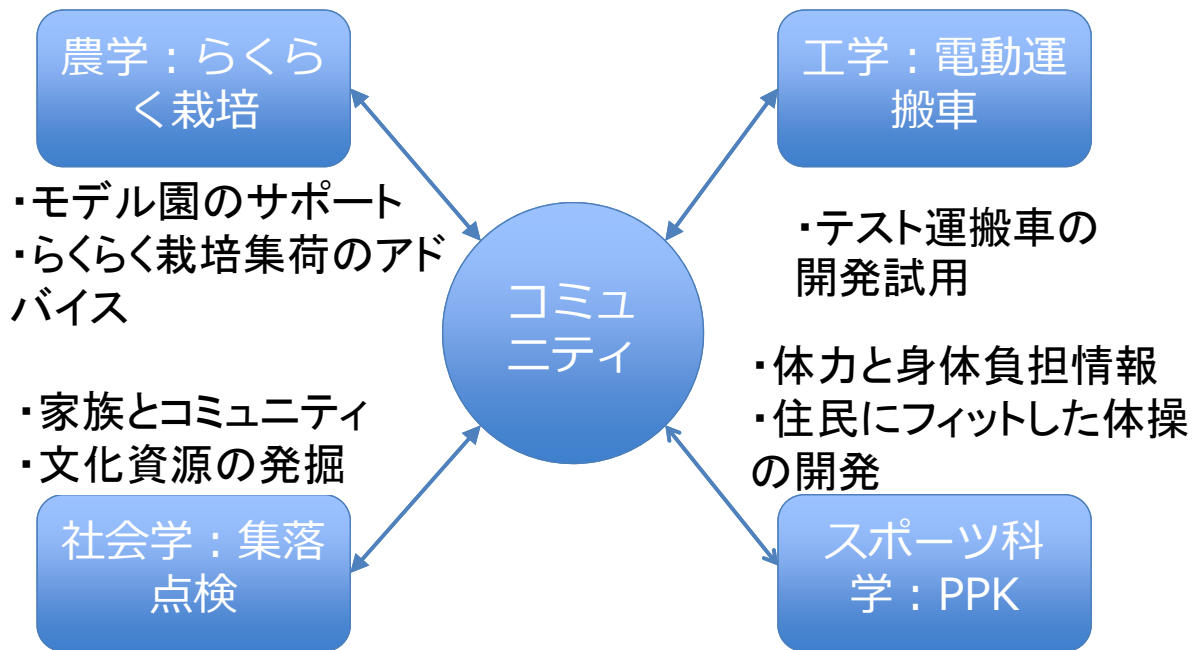 農学：らくら
く栽培
工学：電動運
搬車
・モデル園のサポート
・らくらく栽培集荷のアド
バイス
・テスト運搬車の
開発試用
コミュ
ニティ
・家族とコミュニティ
・文化資源の発掘
・体力と身体負担情報
・住民にフィットした体操
の開発
社会学：集落
点検
スポーツ科
学：PPK